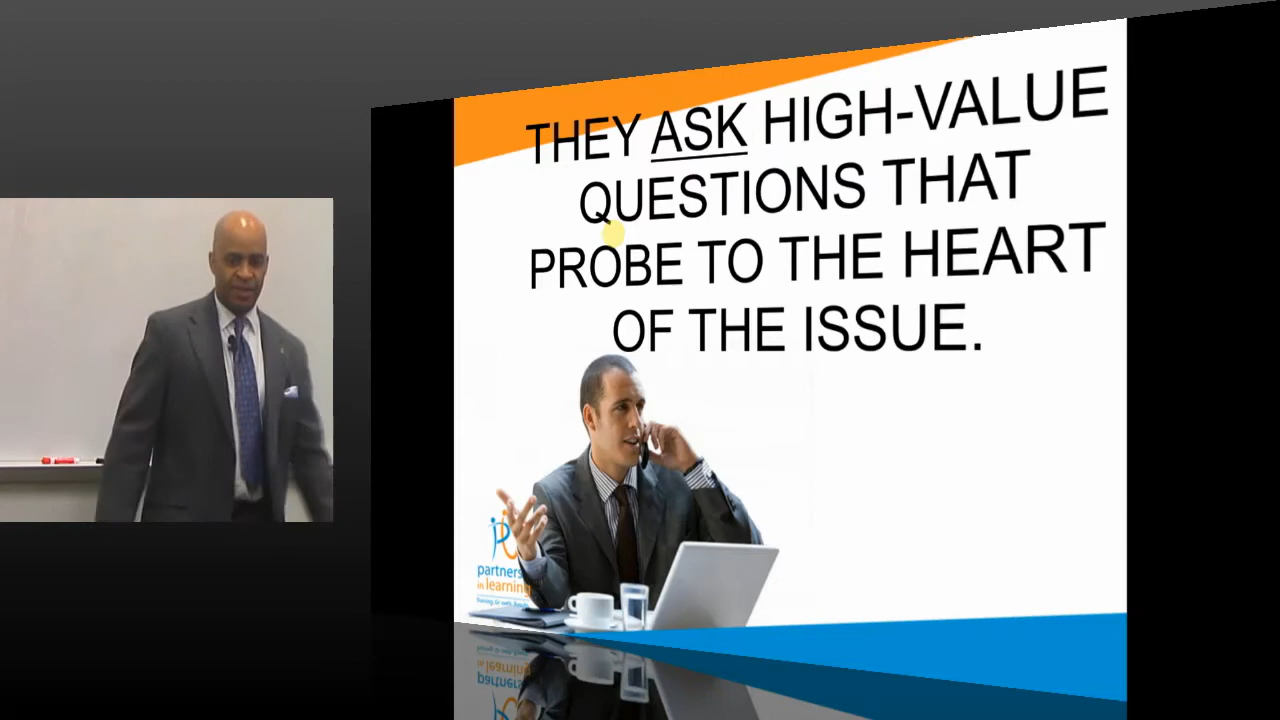 THEY ASK HIGH-VALUE
QUESTIONS THAT
PROBE TO THE HEART
OF THE ISSUE.
partners
in learning